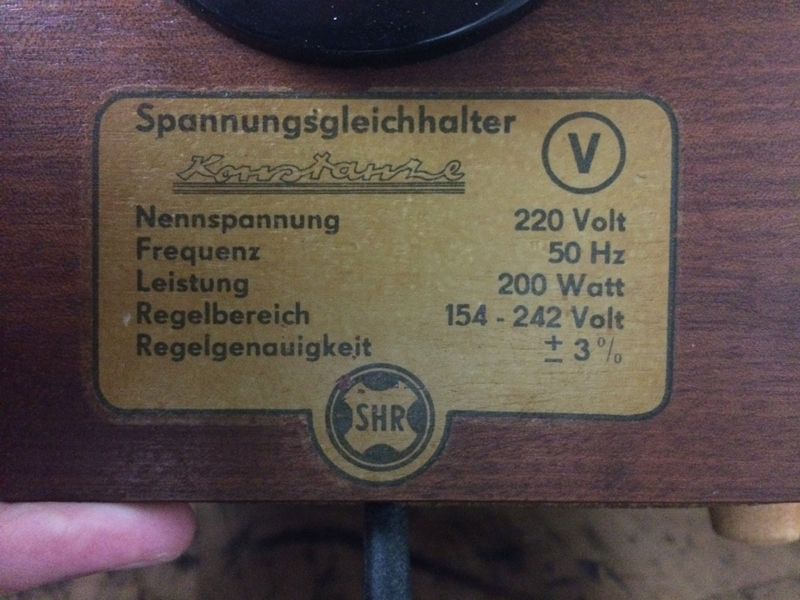 Spannungsgleichhalter
V
Konstanze
Nennspannung 220 Volt
Frequenz 50 Hz
Leistung 200 Watt
Regelbereich 154 - 242 Volt
Regelgenauigkeit ± 3 %
SHR